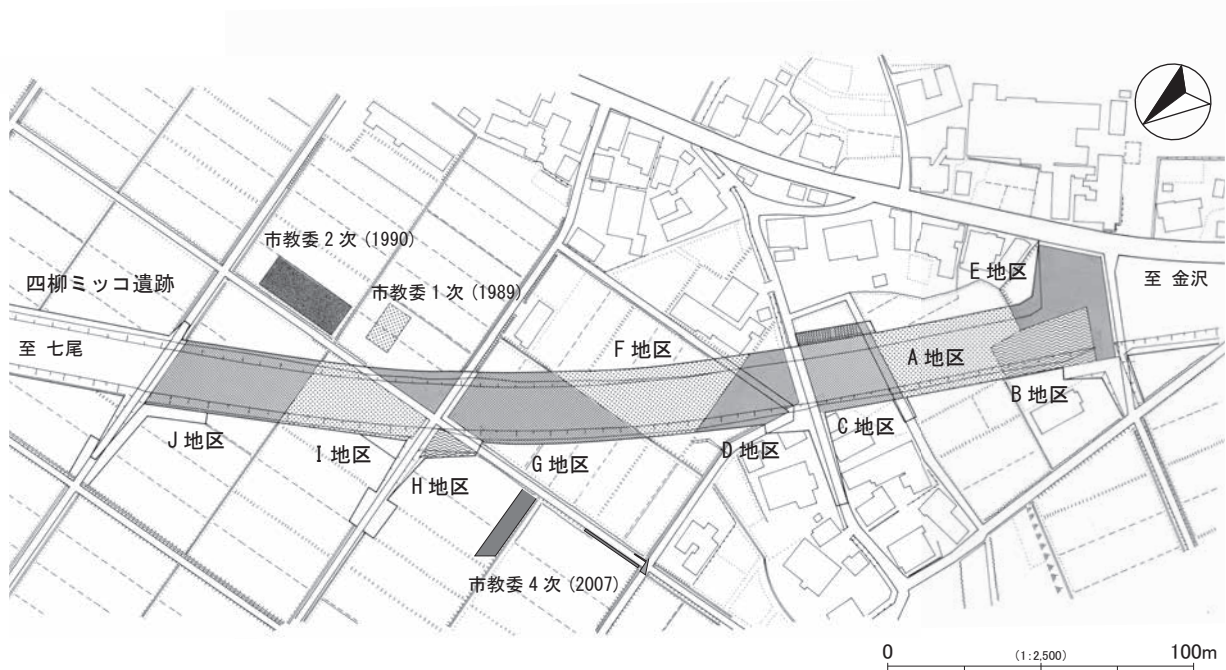 市教委2次 (1990)
市教委1次 (1989)
四柳ミッコ遺跡
至 七尾
E 地区
至 金沢
F 地区
A 地区
B 地区
C 地区
D 地区
J 地区
I 地区
G 地区
H 地区
市教委4次 (2007)
0 (1:2,500) 100m